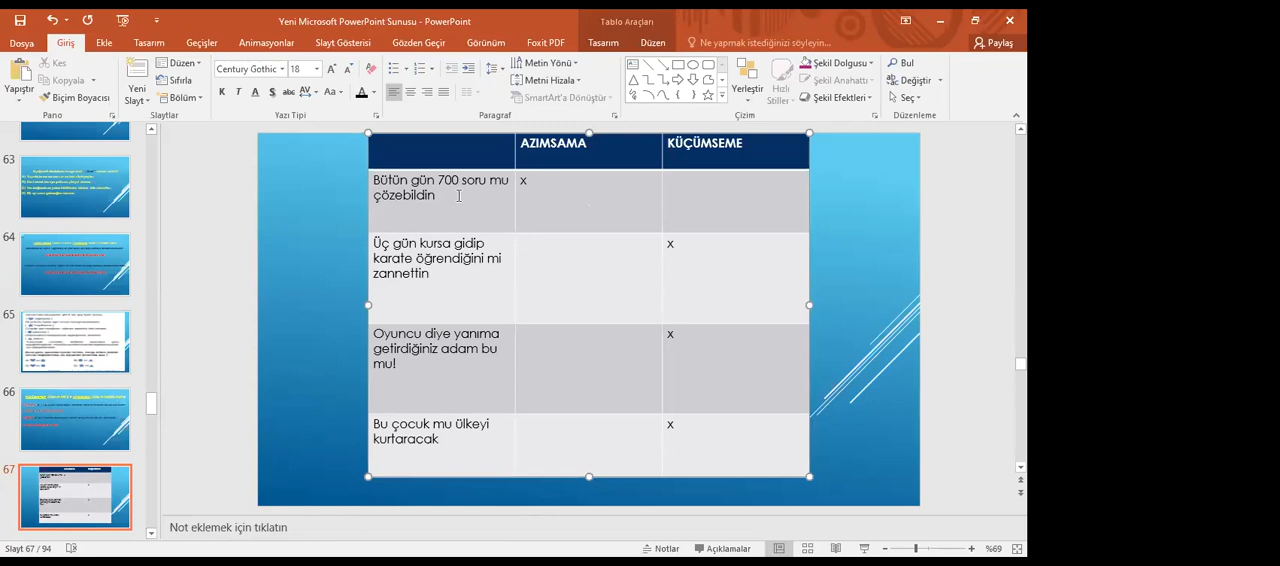 Yeni Microsoft PowerPoint Sunusu - PowerPoint
Tablo Araçları
Dosya
Giriş
Ekle
Tasarım
Geçişler
Animasyonlar
Slayt Gösterisi
Gözden Geçir
Görünüm
Foxit PDF
Tasarım
Düzen
Ne yapmak istediğinizi söyleyin...
Paylaş
Yapıştır
Kes
Kopyala
Biçim Boyacısı
Pano
Yeni
Slayt
Düzen
Sıfırla
Bölüm
Slaytlar
Century Gothic
18
K T A S abc AV Aa A
Yazı Tipi
Metin Yönü
Metni Hizala
SmartArt'a Dönüştür
Paragraf
Yerleştir
Hızlı
Stiller
Şekil Dolgusu
Şekil Anahattı
Şekil Efektleri
Çizim
Bul
Değiştir
Seç
Düzenleme
63
64
65
66
67
AZIMSAMA
KÜÇÜMSEME
Bütün gün 700 soru mu
çözebildin
x
Üç gün kursa gidip
karate öğrendiğini mi
zannettin
x
Oyuncu diye yanıma
getirdiğiniz adam bu
mu!
x
Bu çocuk mu ülkeyi
kurtaracak
x
Not eklemek için tıklatın
Slayt 67 / 94
Notlar
Açıklamalar
%69